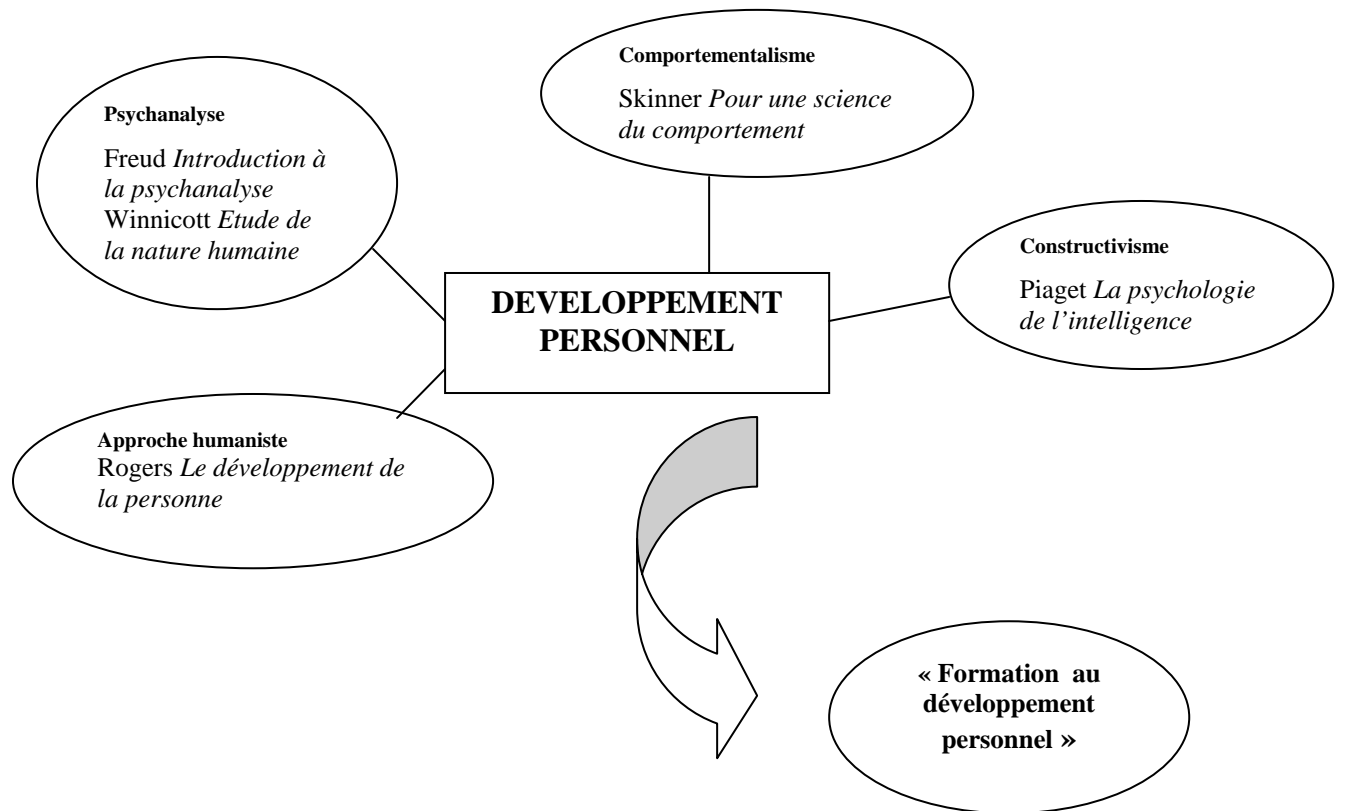 Comportementalisme
Skinner Pour une science
du comportement
Psychanalyse
Freud Introduction à
la psychanalyse
Winnicott Etude de
la nature humaine
Constructivisme
Piaget La psychologie
de l’intelligence
DEVELOPPEMENT
PERSONNEL
Approche humaniste
Rogers Le développement de
la personne
« Formation au
développement
personnel »